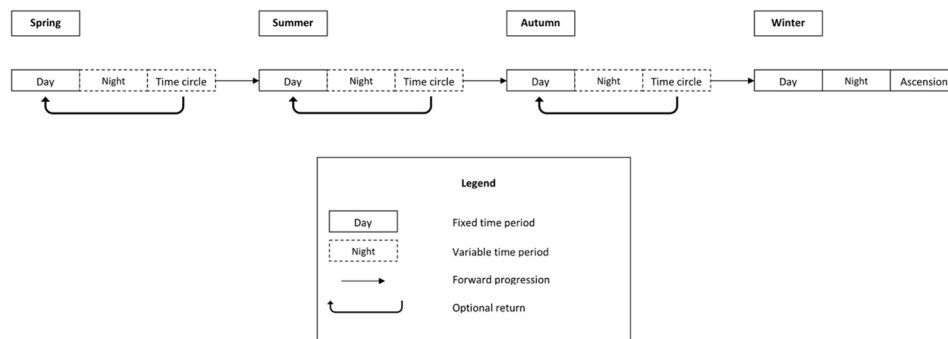 Spring Summer Autumn Winter
Day Night Time circle Day Night Time circle Day Night Time circle Day Night Ascension
Legend
Day Fixed time period
Night Variable time period
Forward progression
Optional return